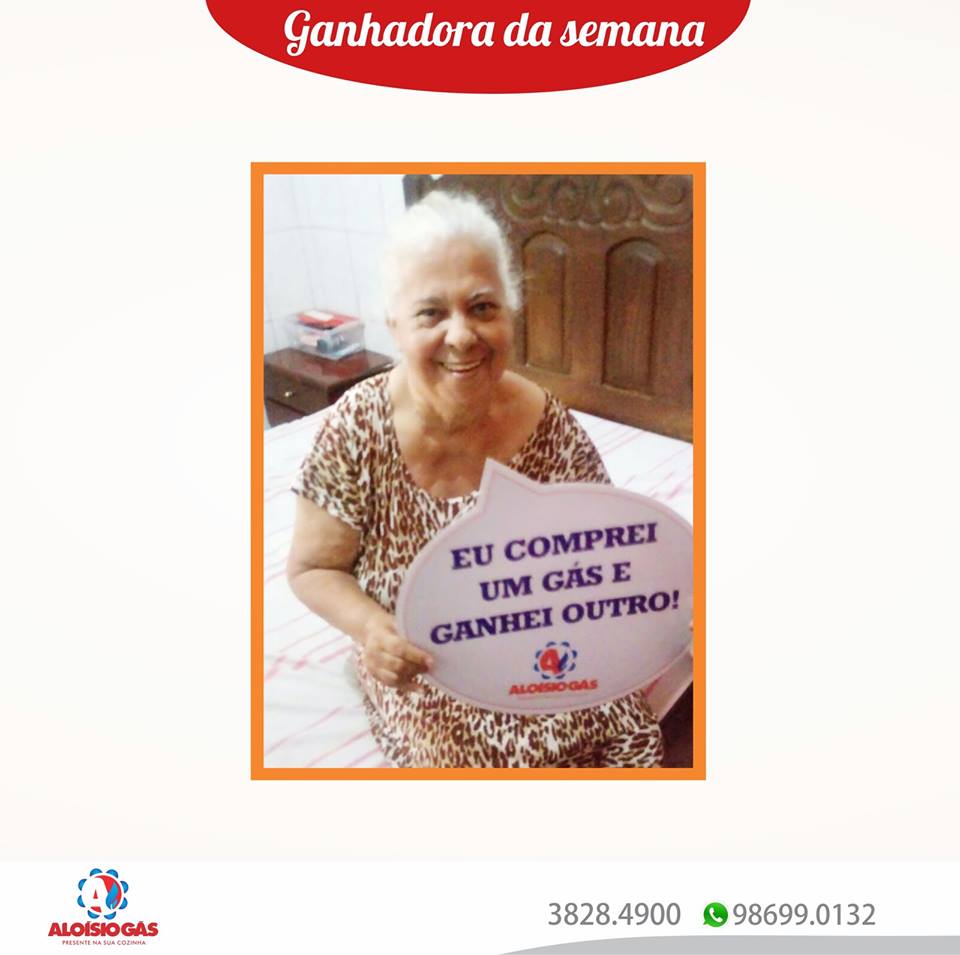 Ganhadora da semana
EU COMPREI
UM GÁS E
GANHEI OUTRO!
ALOÍSIO GÁS
ALOÍSIO GÁS
PRESENTE NA SUA COZINHA
3828.4900 98699.0132